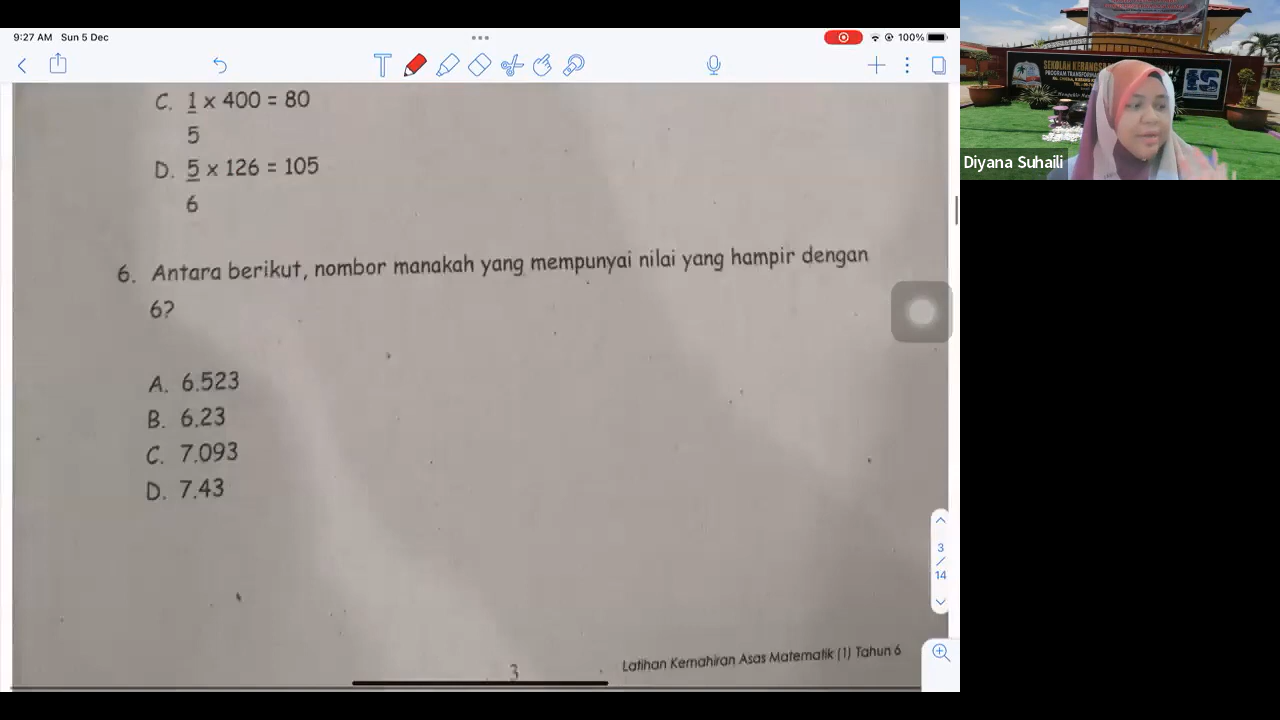 9:27 AM Sun 5 Dec
100%
T
C. 1 x 400 = 80
5
D. 5 x 126 = 105
6
6. Antara berikut, nombor manakah yang mempunyai nilai yang hampir dengan
6?
A. 6.523
B. 6.23
C. 7.093
D. 7.43
3
/
14
3
Latihan Kemahiran Asas Matematik (1) Tahun 6
PROGRAM
Diyana Suhaili